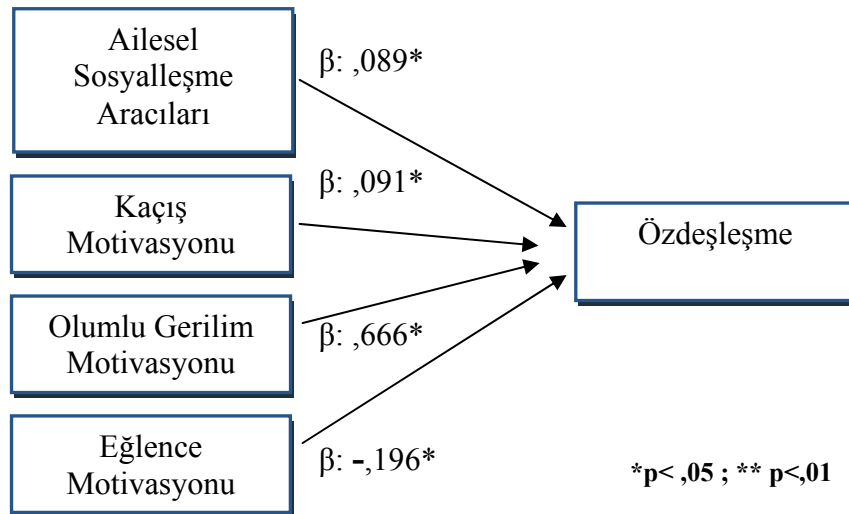 Ailesel
Sosyalleşme
Aracıları
β: ,089*
Kaçış
Motivasyonu
β: ,091*
Özdeşleşme
Olumlu Gerilim
Motivasyonu
β: ,666*
Eğlence
Motivasyonu
β: -,196*
*p< ,05 ; ** p<,01